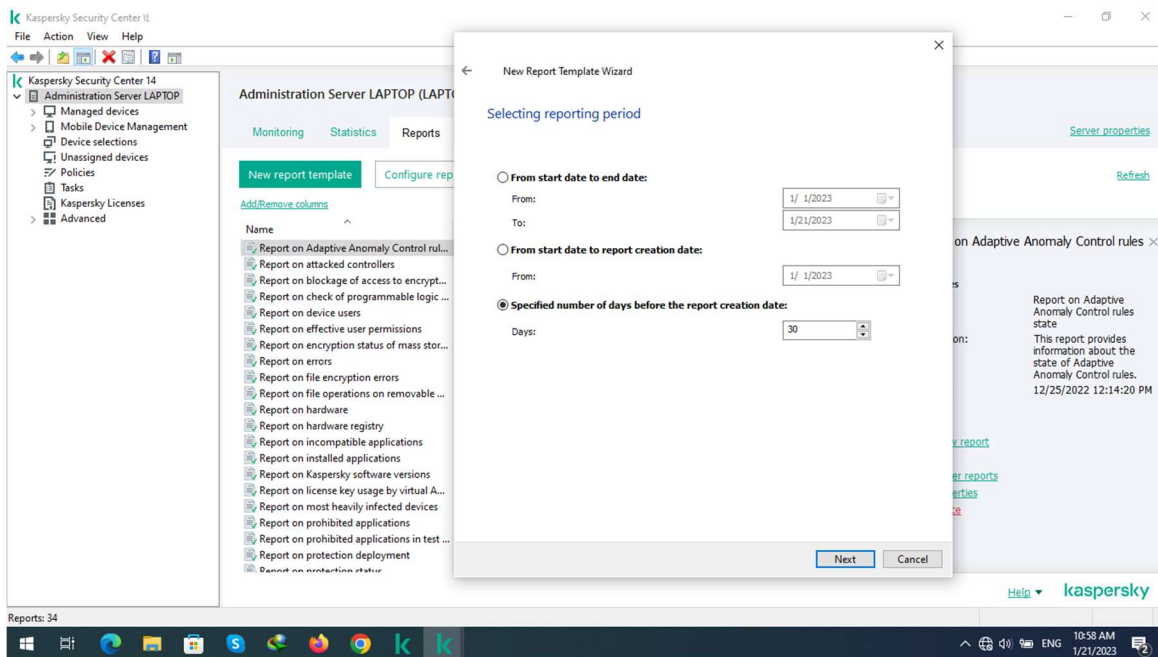 Kaspersky Security Center
File Action View Help
Kaspersky Security Center 14
Administration Server LAPTOP
Managed devices
Mobile Device Management
Device selections
Unassigned devices
Policies
Tasks
Kaspersky Licenses
Advanced
Administration Server LAPTOP (LAPT
Monitoring Statistics Reports
Server properties
New report template Configure rep
Refresh
Add/Remove columns
Name
Report on Adaptive Anomaly Control rul...
Report on attacked controllers
Report on blockage of access to encrypt...
Report on check of programmable logic ...
Report on device users
Report on effective user permissions
Report on encryption status of mass stor...
Report on errors
Report on file encryption errors
Report on file operations on removable ...
Report on hardware
Report on hardware registry
Report on incompatible applications
Report on installed applications
Report on Kaspersky software versions
Report on license key usage by virtual A...
Report on most heavily infected devices
Report on prohibited applications
Report on prohibited applications in test ...
Report on protection deployment
Report on protection status
New Report Template Wizard
Selecting reporting period
From start date to end date:
From: 1/ 1/2023
To: 1/21/2023
From start date to report creation date:
From: 1/ 1/2023
Specified number of days before the report creation date:
Days: 30
Next Cancel
on Adaptive Anomaly Control rules
es
Report on Adaptive
Anomaly Control rules
state
on: This report provides
information about the
state of Adaptive
Anomaly Control rules.
12/25/2022 12:14:20 PM
w report
er reports
erties
te
Help kaspersky
Reports: 34
ENG
10:58 AM
1/21/2023
2